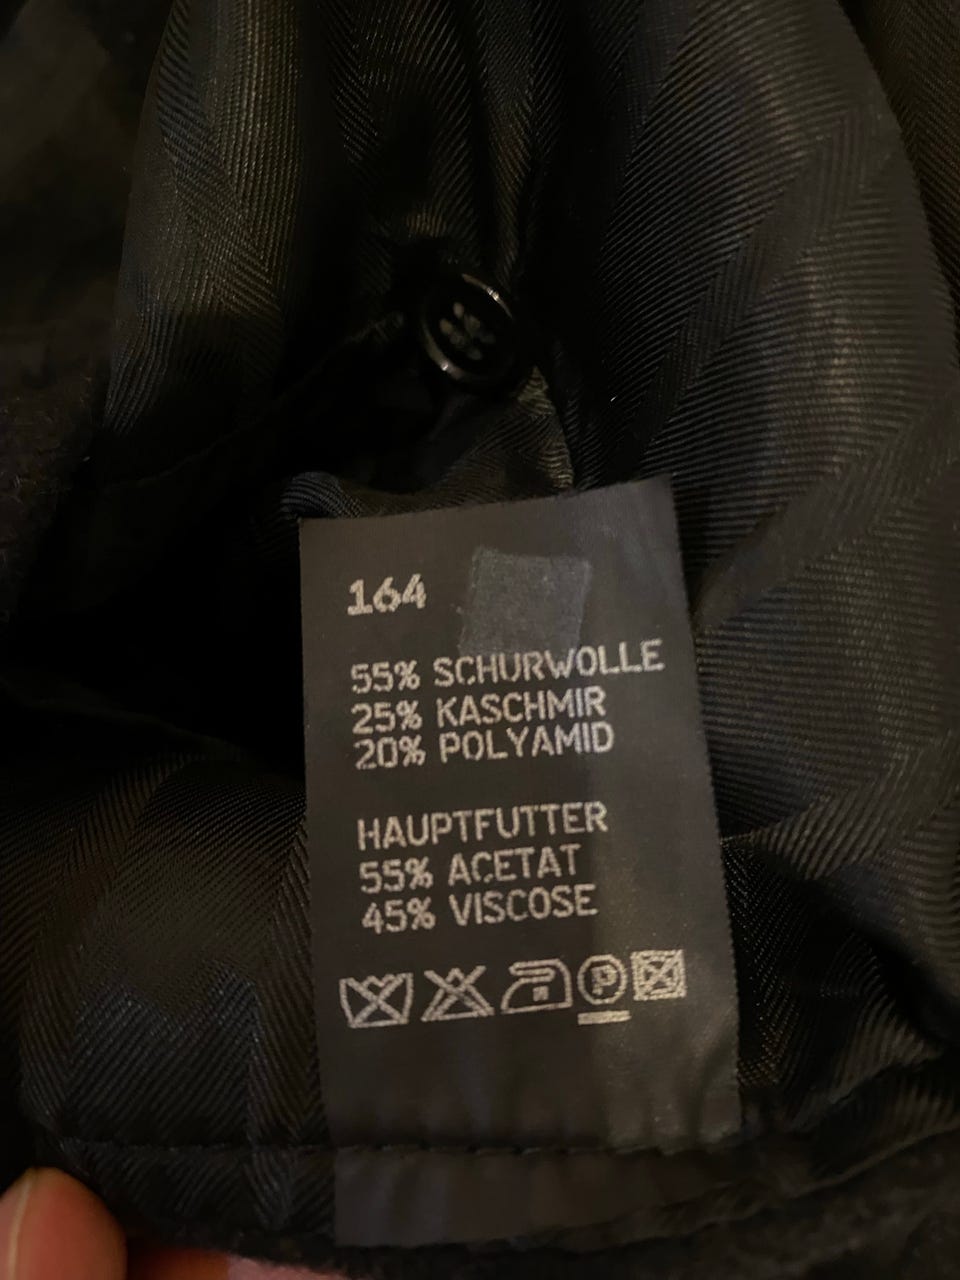 164
55% SCHURWOLLE
25% KASCHMIR
20% POLYAMID
HAUPTFUTTER
55% ACETAT
45% VISCOSE
P